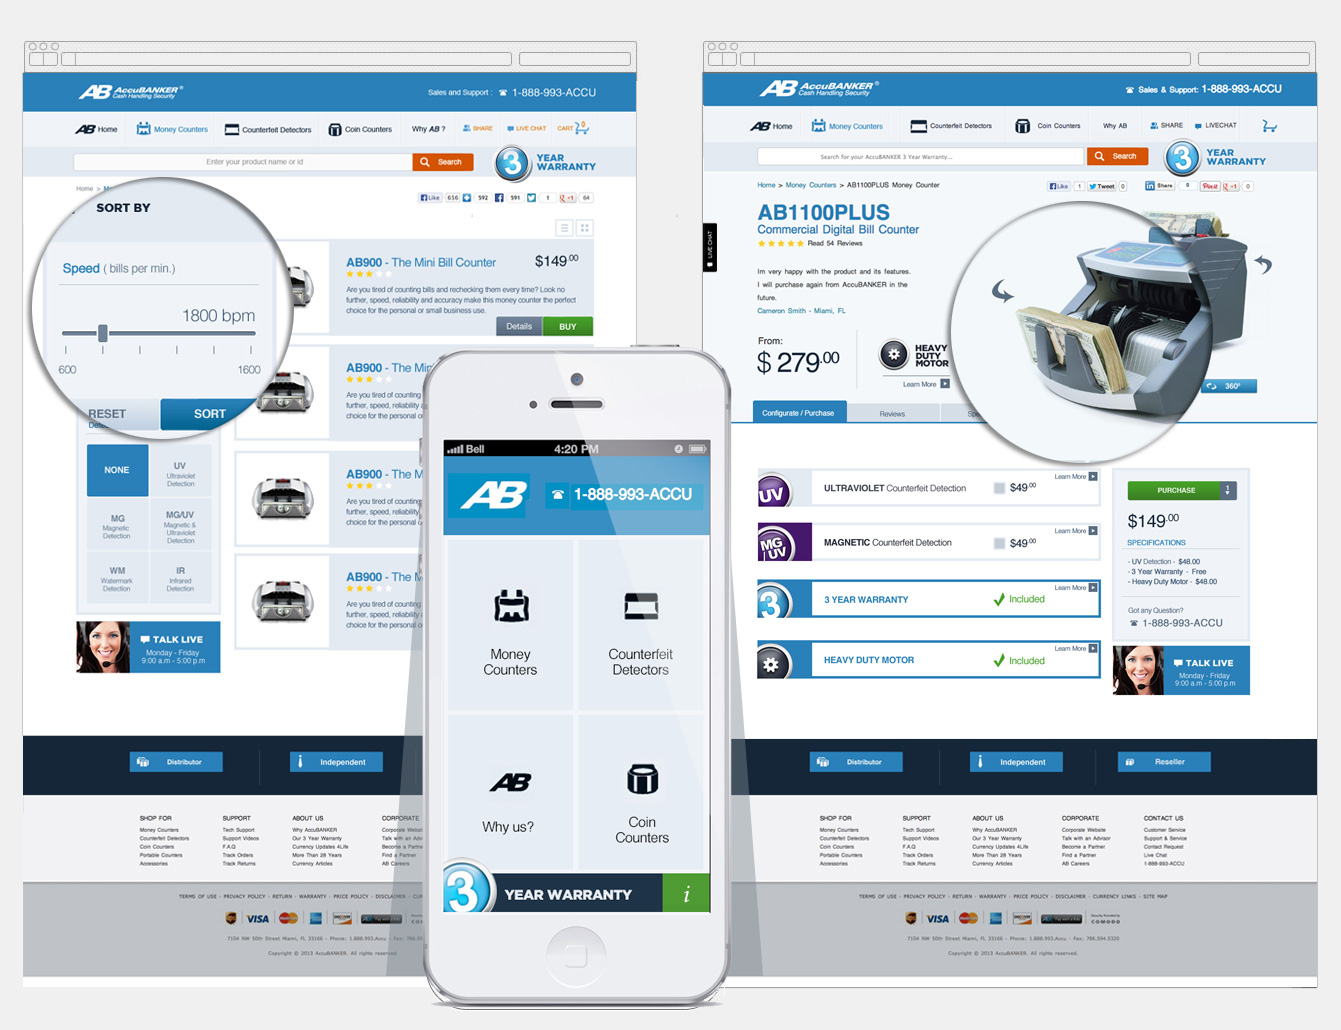 AB AccuBANKER®
Cash Handling Security
Sales and Support : 1-888-993-ACCU
AB Home
Money Counters
Counterfeit Detectors
Coin Counters
Why AB ?
SHARE
LIVE CHAT
CART 0
Enter your product name or id
Search
3 YEAR
WARRANTY
Home >
Like 656 592 591 1 +1 64
SORT BY
Speed ( bills per min.)
1800 bpm
600 1600
RESET SORT
NONE
UV
Ultraviolet
Detection
MG
Magnetic
Detection
MG/UV
Magnetic &
Ultraviolet
Detection
WM
Watermark
Detection
IR
Infrared
Detection
TALK LIVE
Monday - Friday
9:00 a.m - 5:00 p.m
AB900 - The Mini Bill Counter $149.00
Are you tired of counting bills and rechecking them every time? Look no
further, speed, reliability and accuracy make this money counter the perfect
choice for the personal or small business use.
Details BUY
AB900 - The Mi
Are you tired of counting
further, speed, reliability
choice for the personal
AB900 - The M
Are you tired of counting
further, speed, reliability
choice for the personal
AB900 - The M
Are you tired of counting
further, speed, reliability
choice for the personal
Distributor
Independent
SHOP FOR
Money Counters
Counterfeit Detectors
Coin Counters
Portable Counters
Accessories
SUPPORT
Tech Support
Support Videos
F.A.Q
Track Orders
Track Returns
ABOUT US
Why AccuBANKER
Our 3 Year Warranty
Currency Updates 4Life
More Than 28 Years
Currency Articles
CORPORATE
Corporate Websi
Talk with an Advisor
Become a Partner
Find a Partner
AB Careers
TERMS OF USE - PRIVACY POLICY - RETURN - WARRANTY - PRICE POLICY - DISCLAIMER - CU
VISA
MasterCard
DISCOVER
7104 NW 50th Street Miami, FL 33166 - Phone: 1.888.993.Accu - Fax: 786.
Copyright © 2013 AccuBANKER. All rights reserved
Bell 4:20 PM
AB 1-888-993-ACCU
Money
Counters
Counterfeit
Detectors
AB
Why us?
Coin
Counters
3 YEAR WARRANTY i
AB AccuBANKER®
Cash Handling Security
Sales & Support: 1-888-993-ACCU
AB Home
Money Counters
Counterfeit Detectors
Coin Counters
Why AB
SHARE
LIVECHAT
Search for your AccuBANKER 3 Year Warranty...
Search
3 YEAR
WARRANTY
Home > Money Counters > AB1100PLUS Money Counter
Like 1 Tweet 0 Share 8 Pin it +1 0
LIVE CHAT
AB1100PLUS
Commercial Digital Bill Counter
Read 54 Reviews
Im very happy with the product and its features.
I will purchase again from AccuBANKER in the
future.
Cameron Smith - Miami, FL
From:
$ 279.00
HEAVY
DUTY
MOTOR
Learn More
360°
Configurate / Purchase
Reviews
Spe
UV ULTRAVIOLET Counterfeit Detection $49.00
Learn More
MG UV MAGNETIC Counterfeit Detection $49.00
Learn More
3 3 YEAR WARRANTY Included
Learn More
HEAVY DUTY MOTOR Included
Learn More
PURCHASE 1
$149.00
SPECIFICATIONS
- UV Detection - $48.00
- 3 Year Warranty - Free
- Heavy Duty Motor - $48.00
Got any Question?
1-888-993-ACCU
TALK LIVE
Monday - Friday
9:00 a.m - 5:00 p.m
Distributor
Independent
Reseller
SHOP FOR
Money Counters
Counterfeit Detectors
Coin Counters
Portable Counters
Accessories
SUPPORT
Tech Support
Support Videos
F.A.Q
Track Orders
Track Returns
ABOUT US
Why AccuBANKER
Our 3 Year Warranty
Currency Updates 4Life
More Than 28 Years
Currency Articles
CORPORATE
Corporate Website
Talk with an Advisor
Become a Partner
Find a Partner
AB Careers
CONTACT US
Customer Service
Support & Service
Contact Request
Live Chat
1-888-993-ACCU
TERMS OF USE - PRIVACY POLICY - RETURN - WARRANTY - PRICE POLICY - DISCLAIMER - CURRENCY LINKS - SITE MAP
VISA
MasterCard
DISCOVER
COMODO
7104 NW 50th Street Miami, FL 33166 - Phone: 1.888.993.Accu - Fax: 786.594.5320
Copyright © 2013 AccuBANKER. All rights reserved.